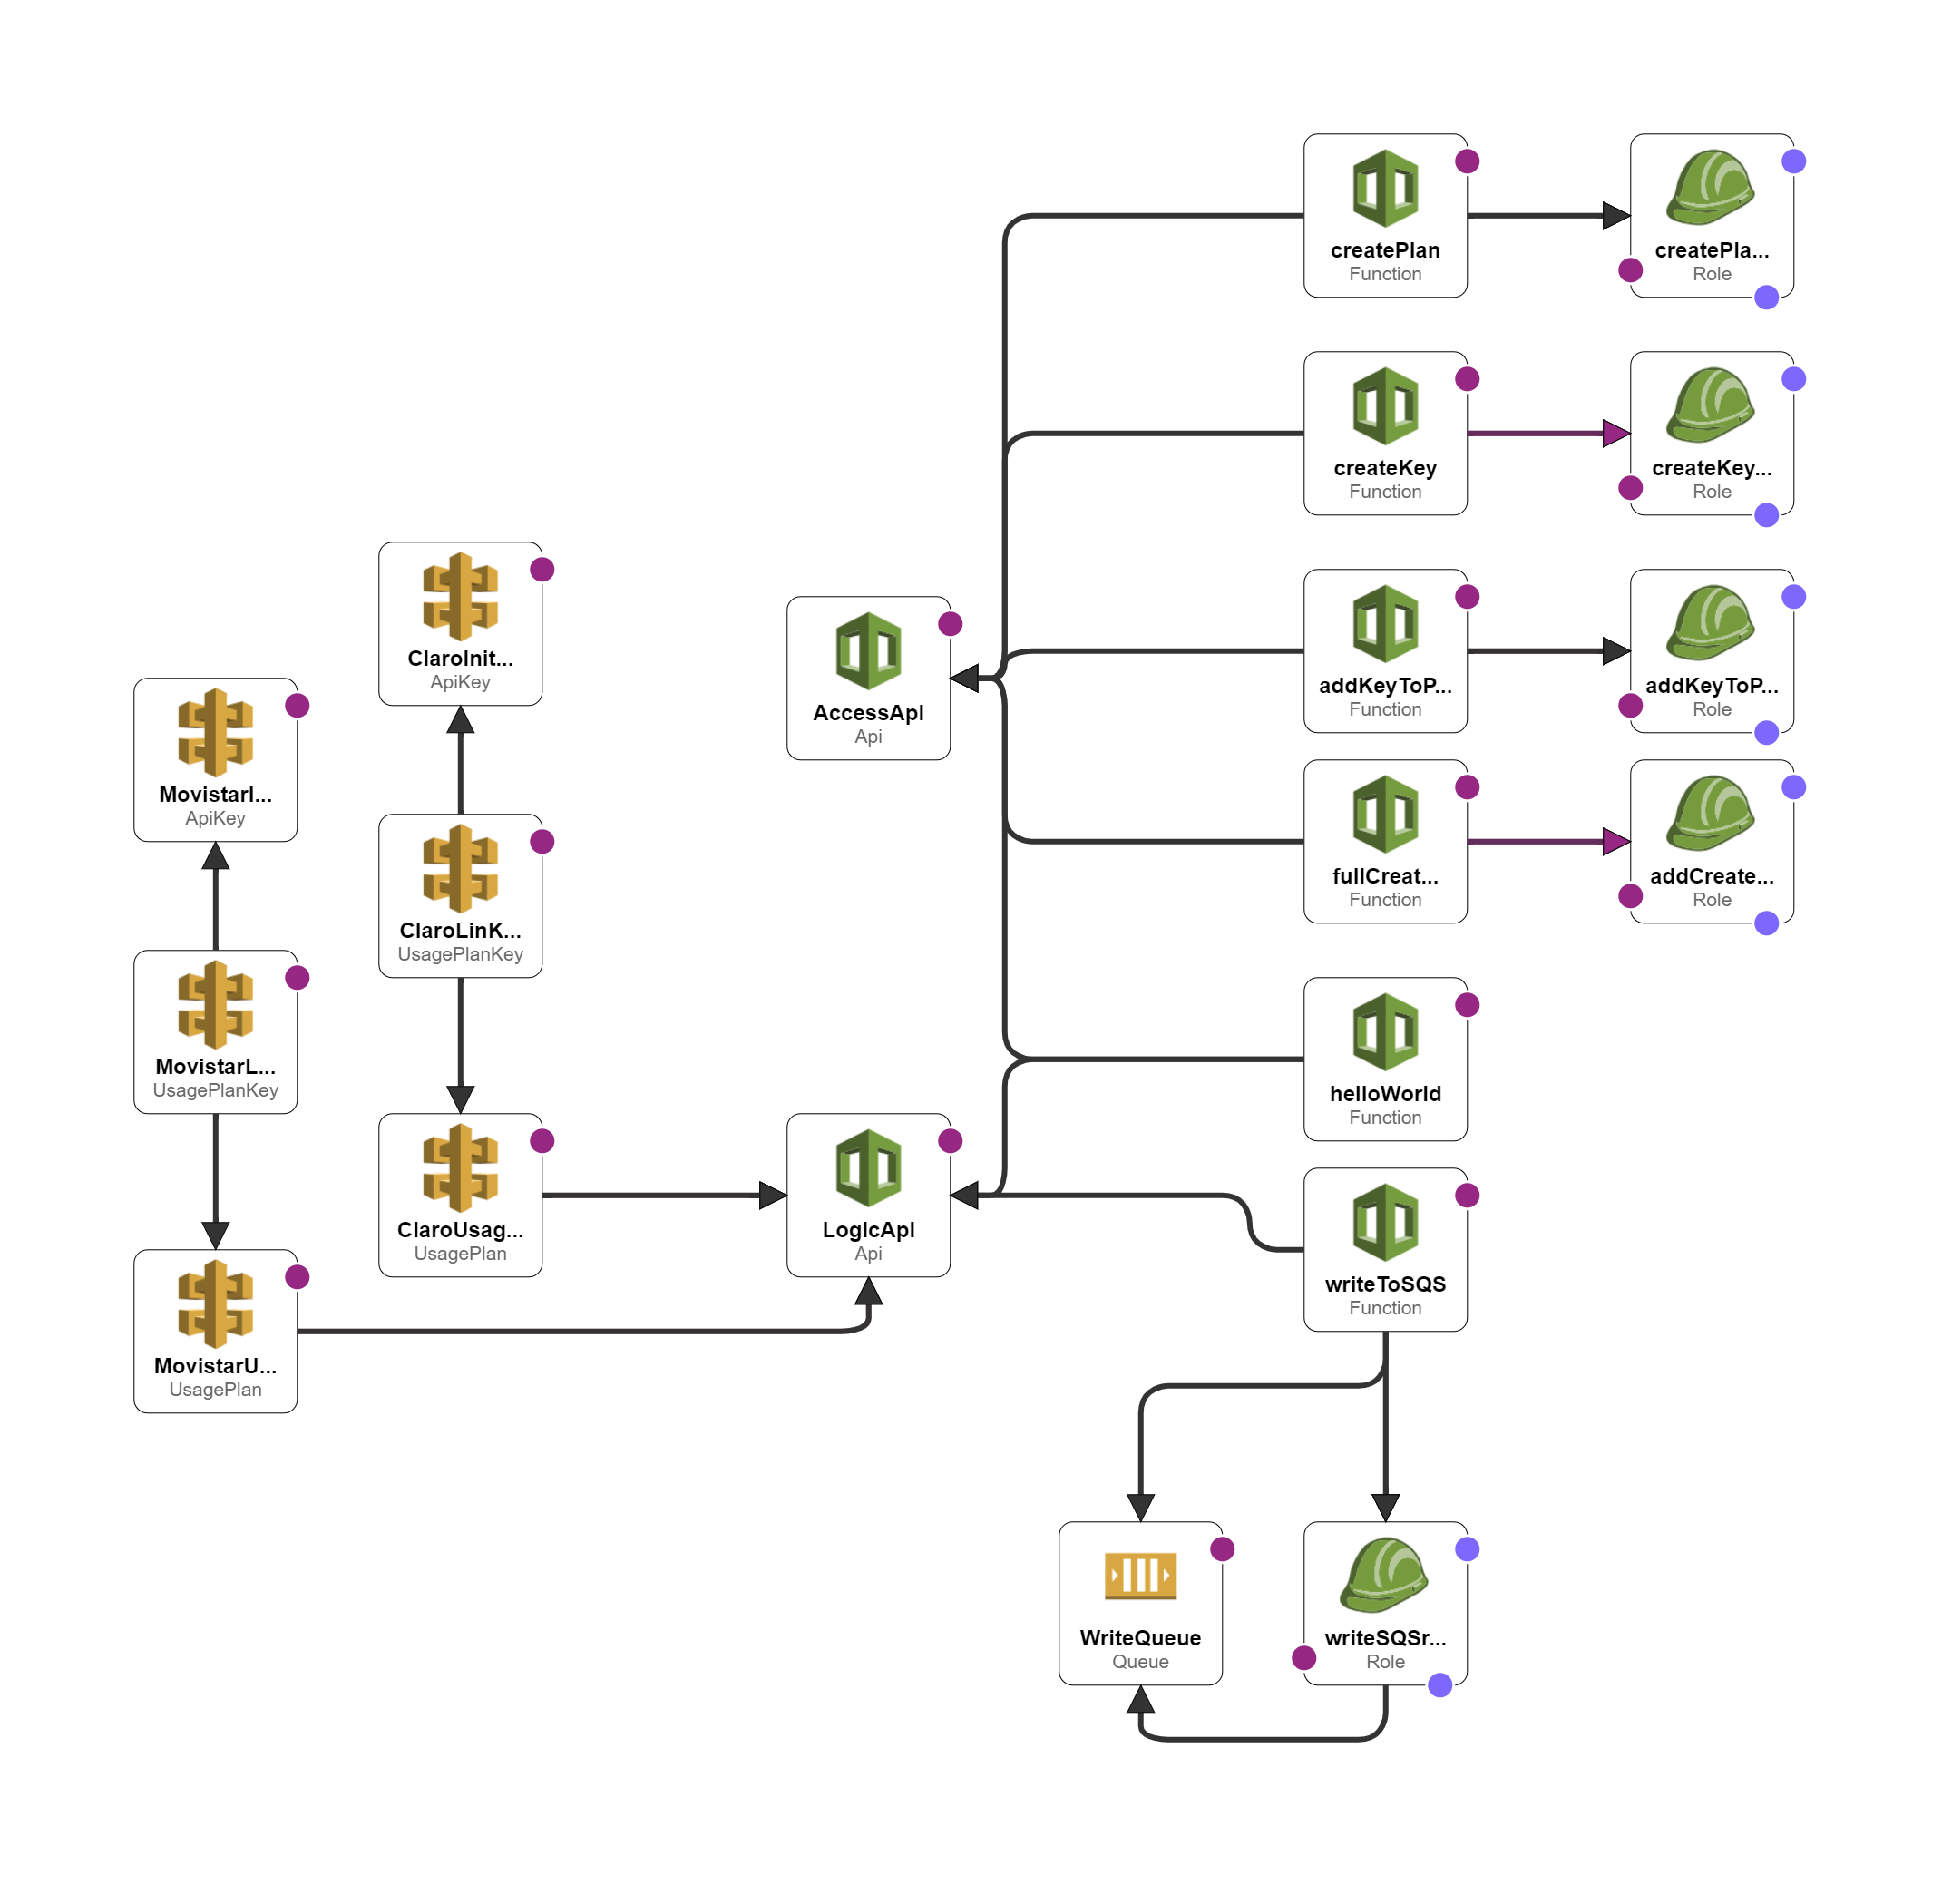 createPlan
Function
createPla...
Role
createKey
Function
createKey...
Role
ClaroInit...
ApiKey
AccessApi
Api
addKeyToP...
Function
addKeyToP...
Role
MovistarI...
ApiKey
ClaroLinK...
UsagePlanKey
fullCreat...
Function
addCreate...
Role
MovistarL...
UsagePlanKey
helloWorld
Function
ClaroUsag...
UsagePlan
LogicApi
Api
writeToSQS
Function
MovistarU...
UsagePlan
WriteQueue
Queue
writeSQSr...
Role